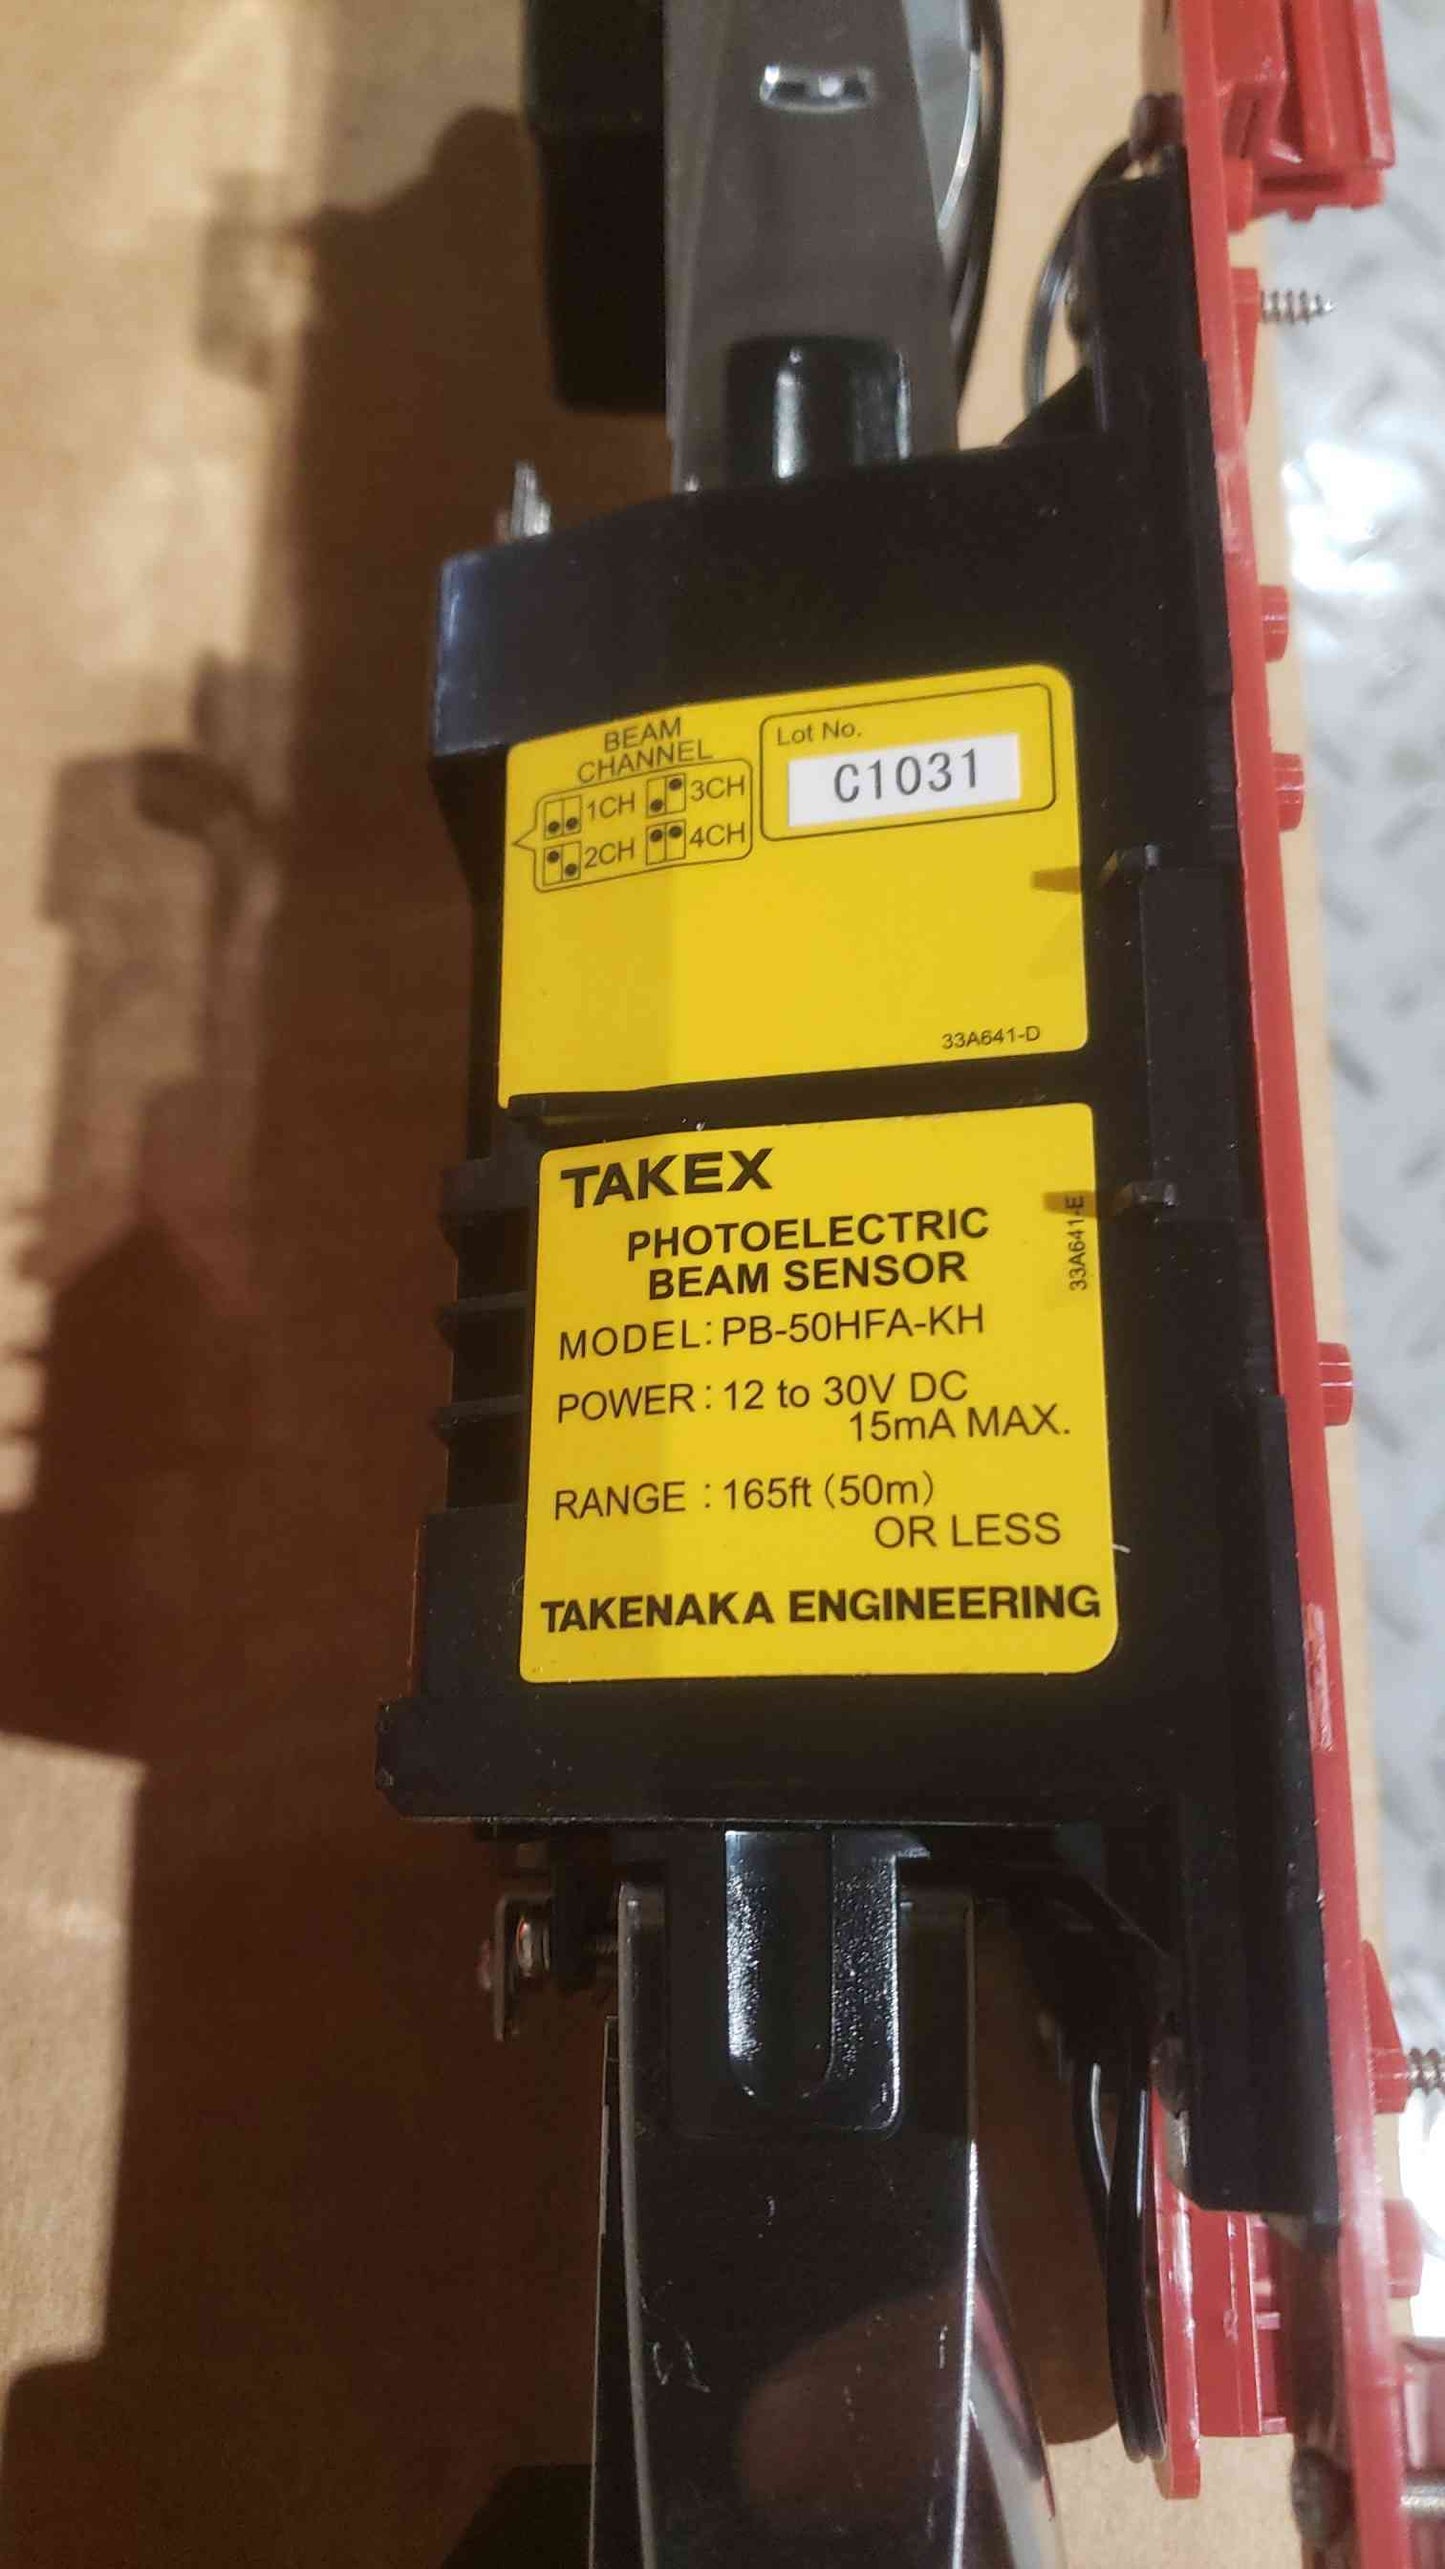 BEAM
CHANNEL
1CH 3CH
2CH 4CH
Lot No.
C1031
33A641-D
TAKEX
PHOTOELECTRIC
BEAM SENSOR
33A641-E
MODEL: PB-50HFA-KH
POWER : 12 to 30V DC
15mA MAX.
RANGE : 165ft (50m)
OR LESS
TAKENAKA ENGINEERING